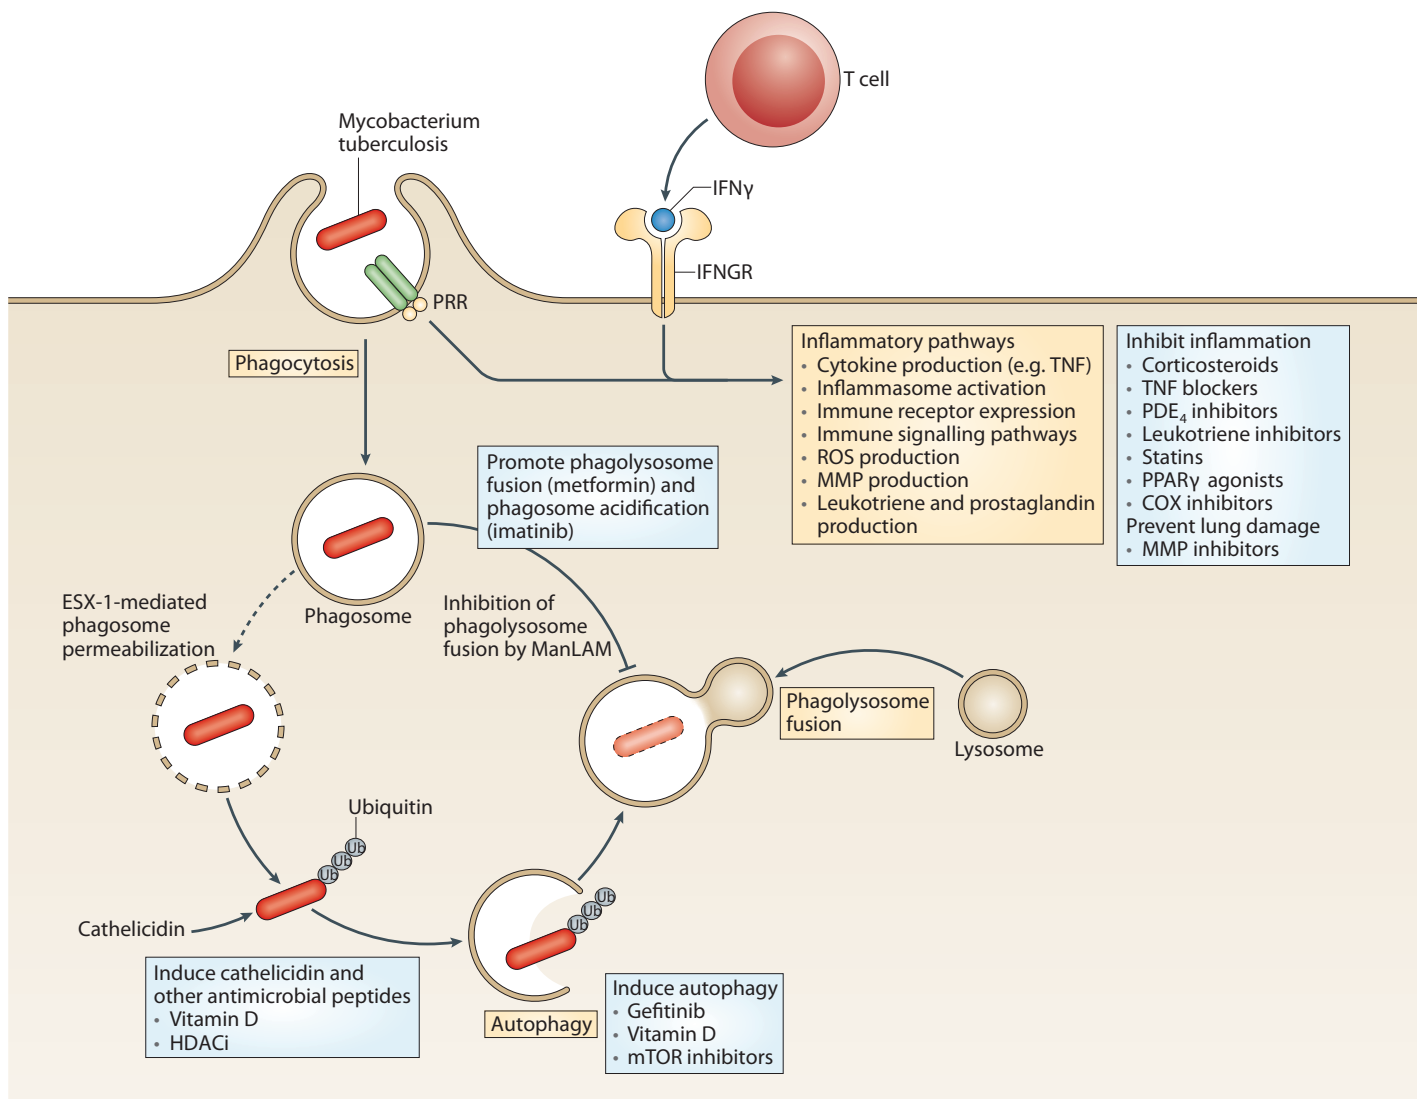 T cell
Mycobacterium
tuberculosis
IFNγ
IFNGR
PRR
Phagocytosis
Inflammatory pathways
• Cytokine production (e.g. TNF)
• Inflammasome activation
• Immune receptor expression
• Immune signalling pathways
• ROS production
• MMP production
• Leukotriene and prostaglandin
production
Inhibit inflammation
• Corticosteroids
• TNF blockers
• PDE4 inhibitors
• Leukotriene inhibitors
• Statins
• PPARγ agonists
• COX inhibitors
Prevent lung damage
• MMP inhibitors
Promote phagolysosome
fusion (metformin) and
phagosome acidification
(imatinib)
Phagosome
ESX-1-mediated
phagosome
permeabilization
Inhibition of
phagolysosome
fusion by ManLAM
Phagolysosome
fusion
Lysosome
Ubiquitin
Ub
Ub
Ub
Cathelicidin
Ub
Ub
Ub
Induce cathelicidin and
other antimicrobial peptides
• Vitamin D
• HDACi
Autophagy
Induce autophagy
• Gefitinib
• Vitamin D
• mTOR inhibitors